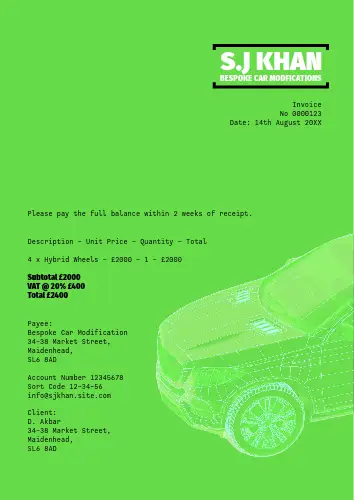 S.J KHAN
BESPOKE CAR MODFICATIONS
Invoice
No 0000123
Date: 14th August 20XX
Please pay the full balance within 2 weeks of receipt.
Description - Unit Price - Quantity - Total
4 x Hybrid Wheels - £2000 - 1 - £2000
Subtotal £2000
VAT @ 20% £400
Total £2400
Payee:
Bespoke Car Modification
34-38 Market Street,
Maidenhead,
SL6 8AD
Account Number 12345678
Sort Code 12-34-56
info@sjkhan.site.com
Client:
D. Akbar
34-38 Market Street,
Maidenhead,
SL6 8AD